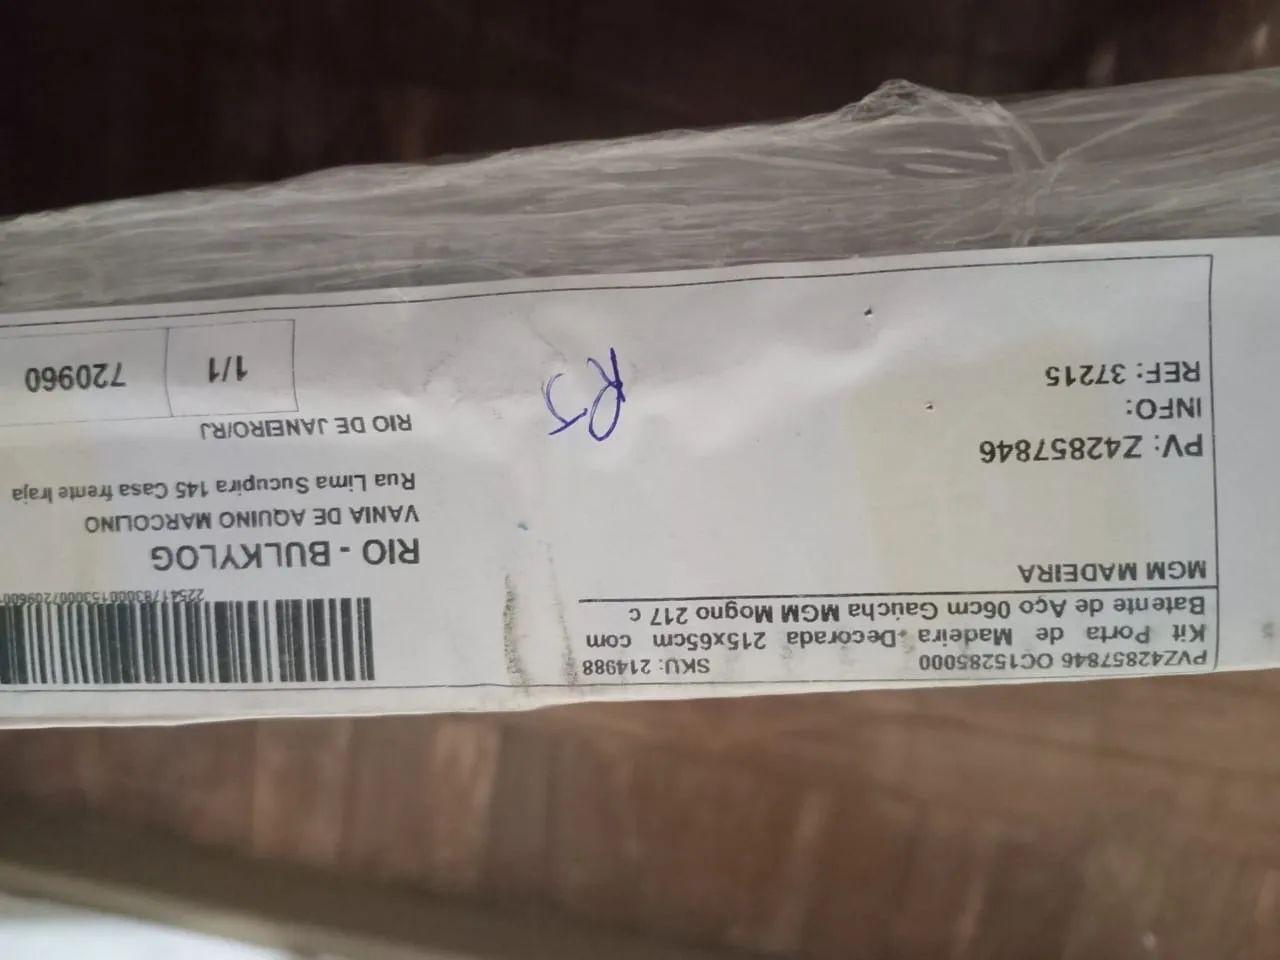 PVZ42857846 OC15285000 SKU: 214988
Kit Porta de Madeira Decorada 215x65cm com
Batente de Aço 06cm Gaúcha MGM Mogno 217 c
MGM MADEIRA
PV: Z42857846
INFO:
REF: 37215
RJ
RIO - BULKYLOG
VANIA DE AQUINO MARCOLINO
Rua Lima Sucupira 145 Casa frente Iraja
RIO DE JANEIRO/RJ
1/1 720960